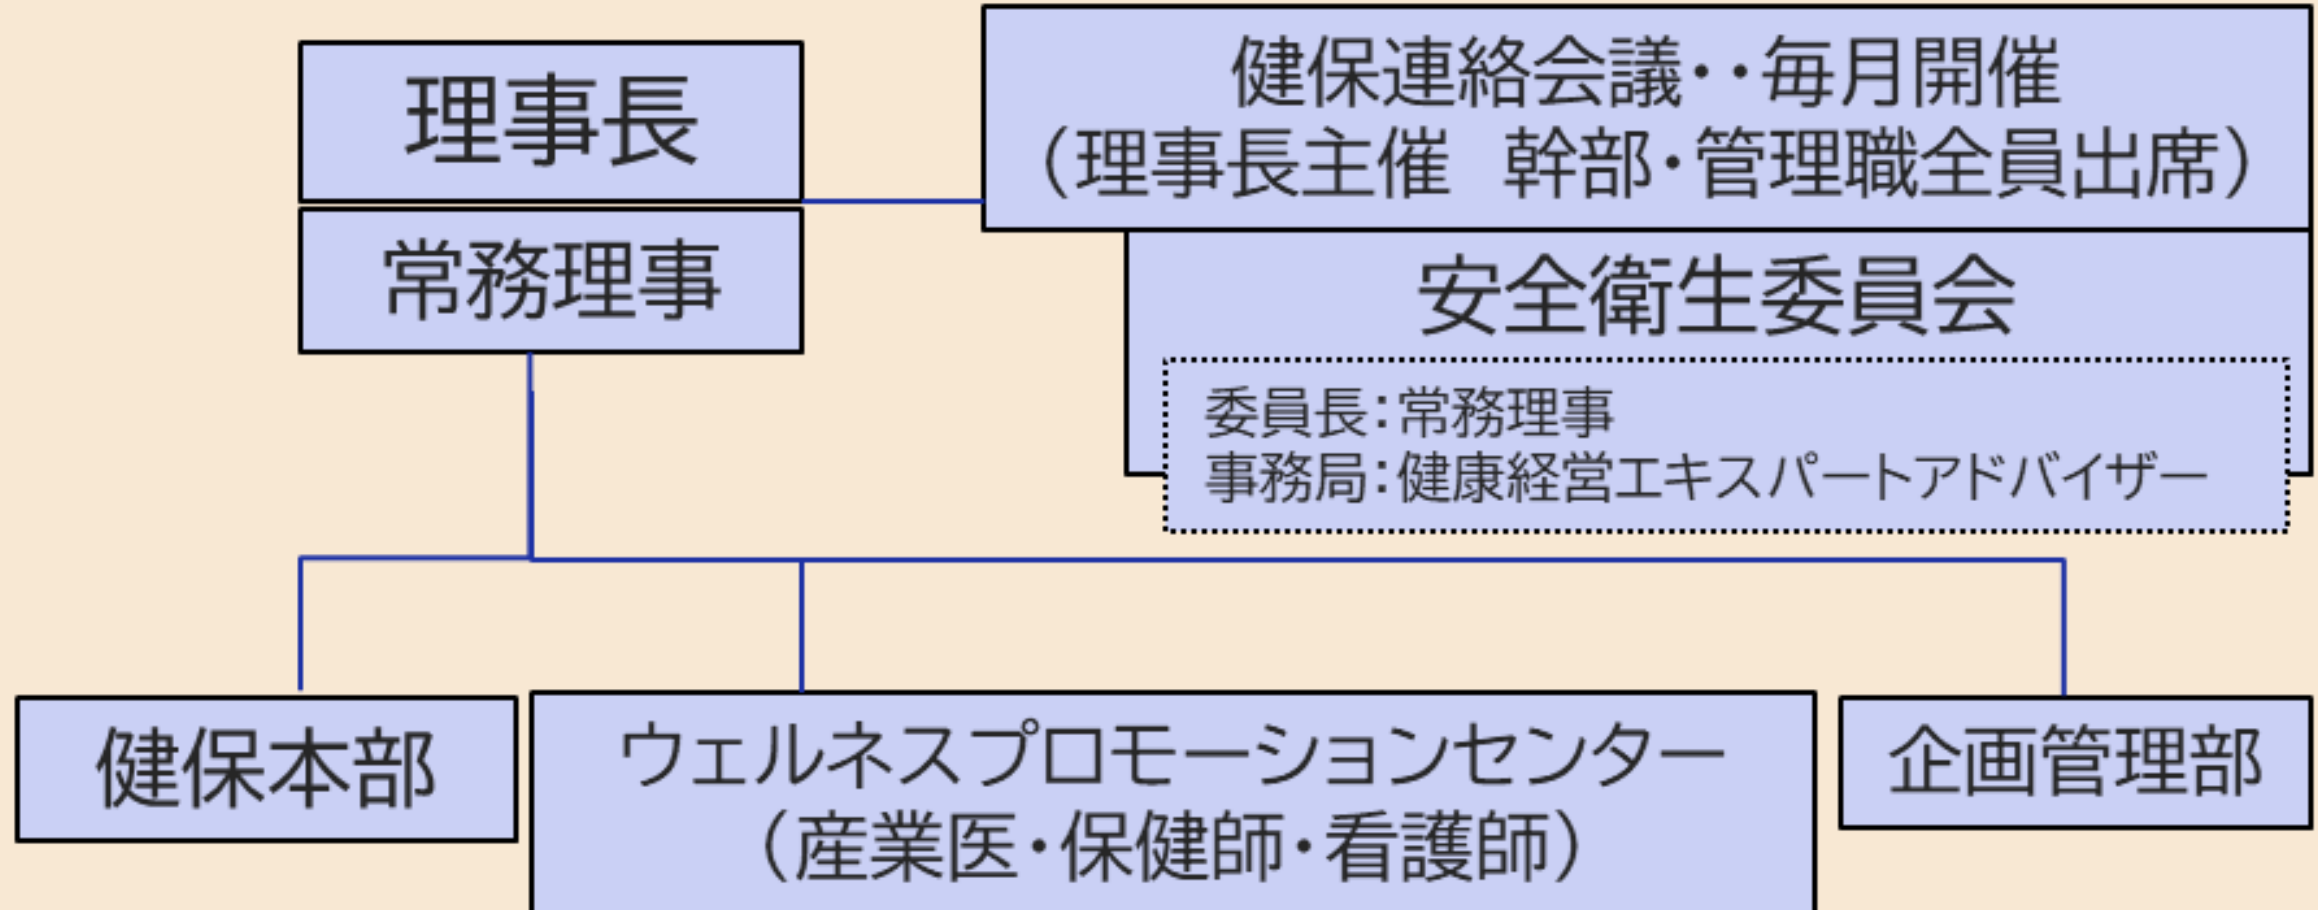 理事長
常務理事
健保連絡会議・・毎月開催
（理事長主催　幹部・管理職全員出席）
安全衛生委員会
委員長：常務理事
事務局：健康経営エキスパートアドバイザー
健保本部
ウェルネスプロモーションセンター
（産業医・保健師・看護師）
企画管理部